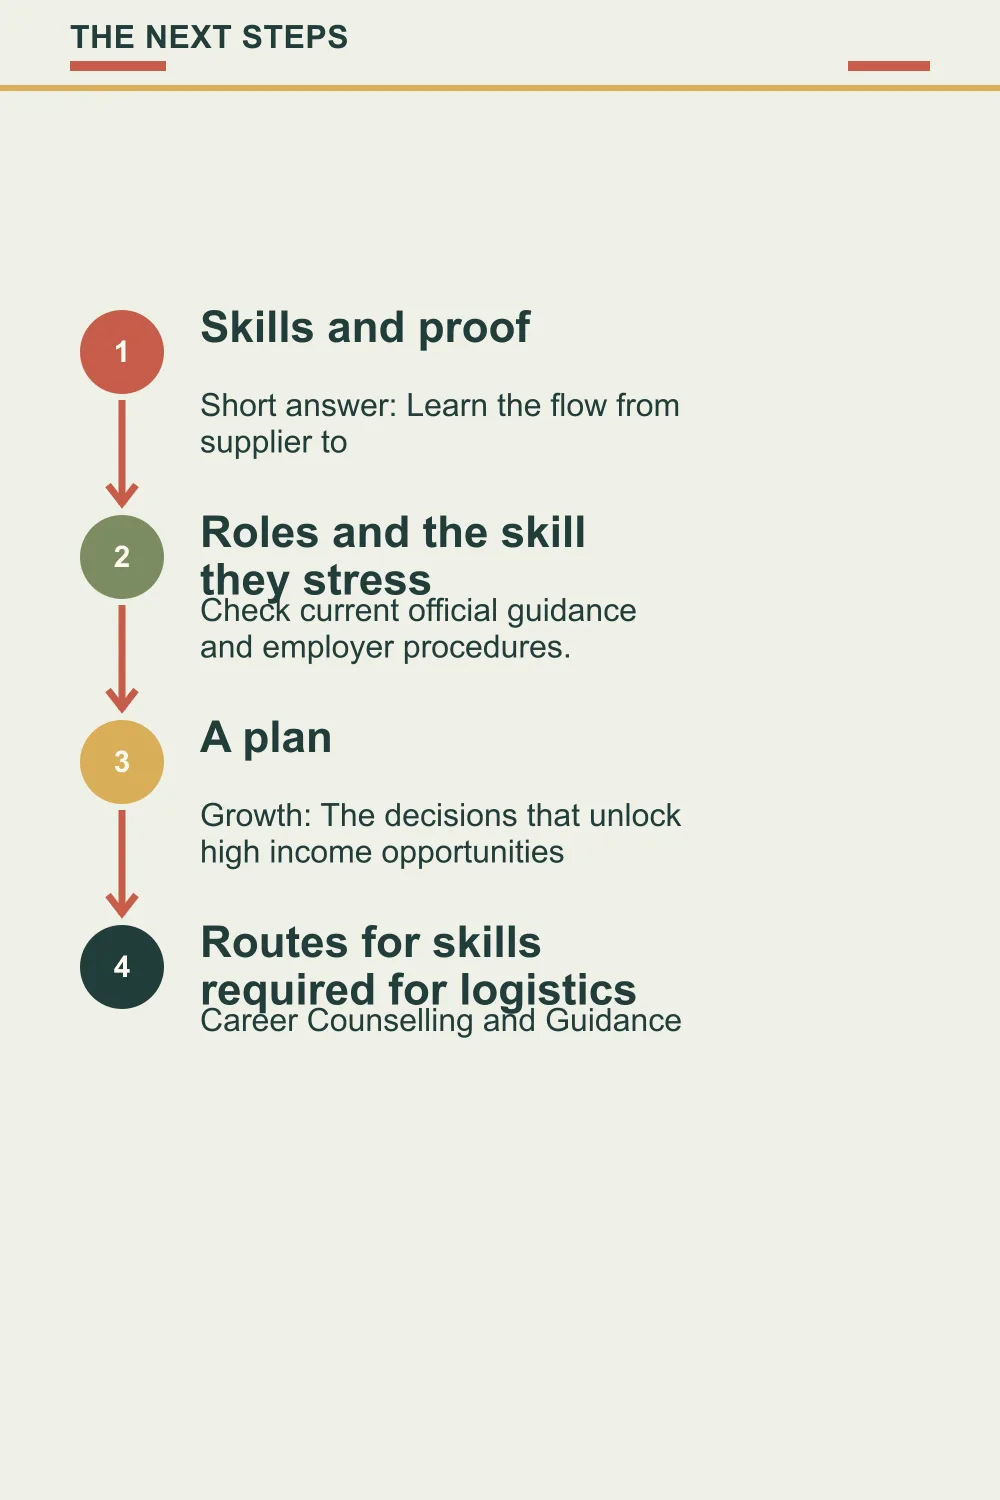 THE NEXT STEPS
1
Skills and proof
Short answer: Learn the flow from
supplier to
2
Roles and the skill
they stress
Check current official guidance
and employer procedures.
3
A plan
Growth: The decisions that unlock
high income opportunities
4
Routes for skills
required for logistics
Career Counselling and Guidance